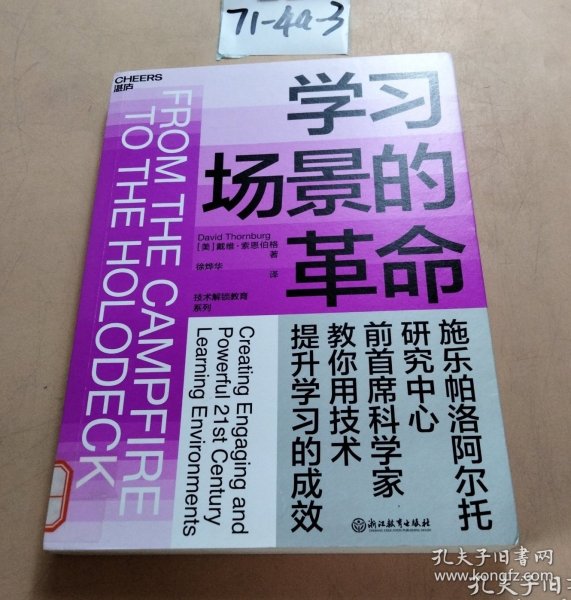 71-4a-3
CHEERS
湛庐
FROM THE CAMPFIRE
TO THE HOLODECK
学习
场景的
革命
David Thornburg
[美]戴维·索恩伯格
著
徐烨华
译
技术解锁教育
系列
Creating Engaging and
Powerful 21st Century
Learning Environments
施乐帕洛阿尔托
研究中心
前首席科学家
教你用技术
提升学习的成效
浙江教育出版社
孔夫子旧书网
www.kongfz.com
孔夫子旧书